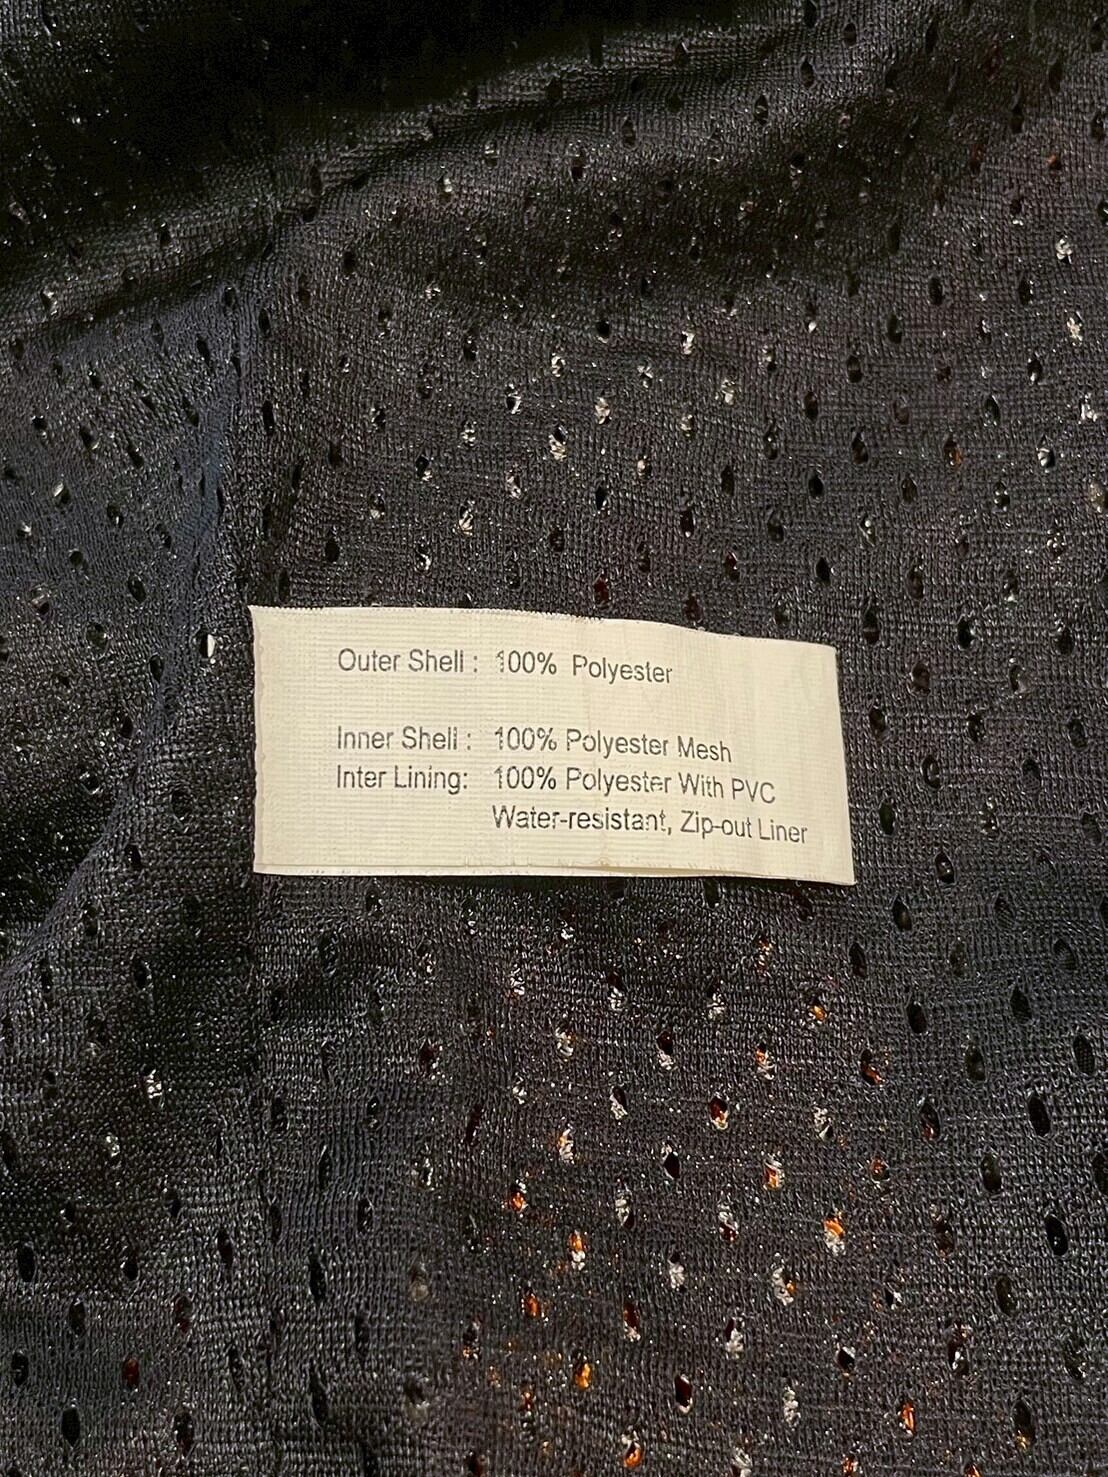 Outer Shell : 100% Polyester
Inner Shell : 100% Polyester Mesh
Inter Lining: 100% Polyester With PVC
Water-resistant, Zip-out Liner